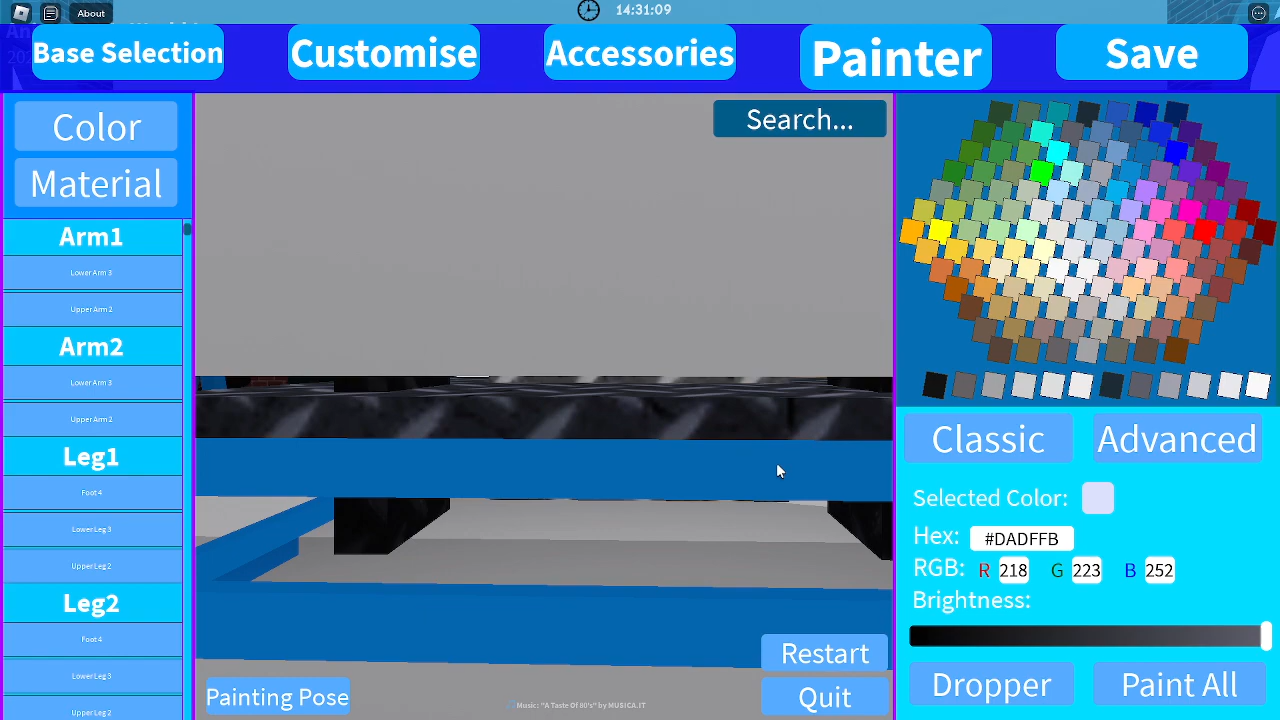 About
14:31:09
Base Selection
Customise
Accessories
Painter
Save
Color
Material
Search...
Arm1
Lower Arm 3
Upper Arm 2
Arm2
Lower Arm 3
Upper Arm 2
Leg1
Foot 4
Lower Leg 3
Upper Leg 2
Leg2
Foot 4
Lower Leg 3
Upper Leg 2
Classic
Advanced
Selected Color:
Hex: #DADFFB
RGB: R 218 G 223 B 252
Brightness:
Restart
Dropper
Paint All
Painting Pose
Music: "A Taste Of 80's" by MUSICA.IT
Quit